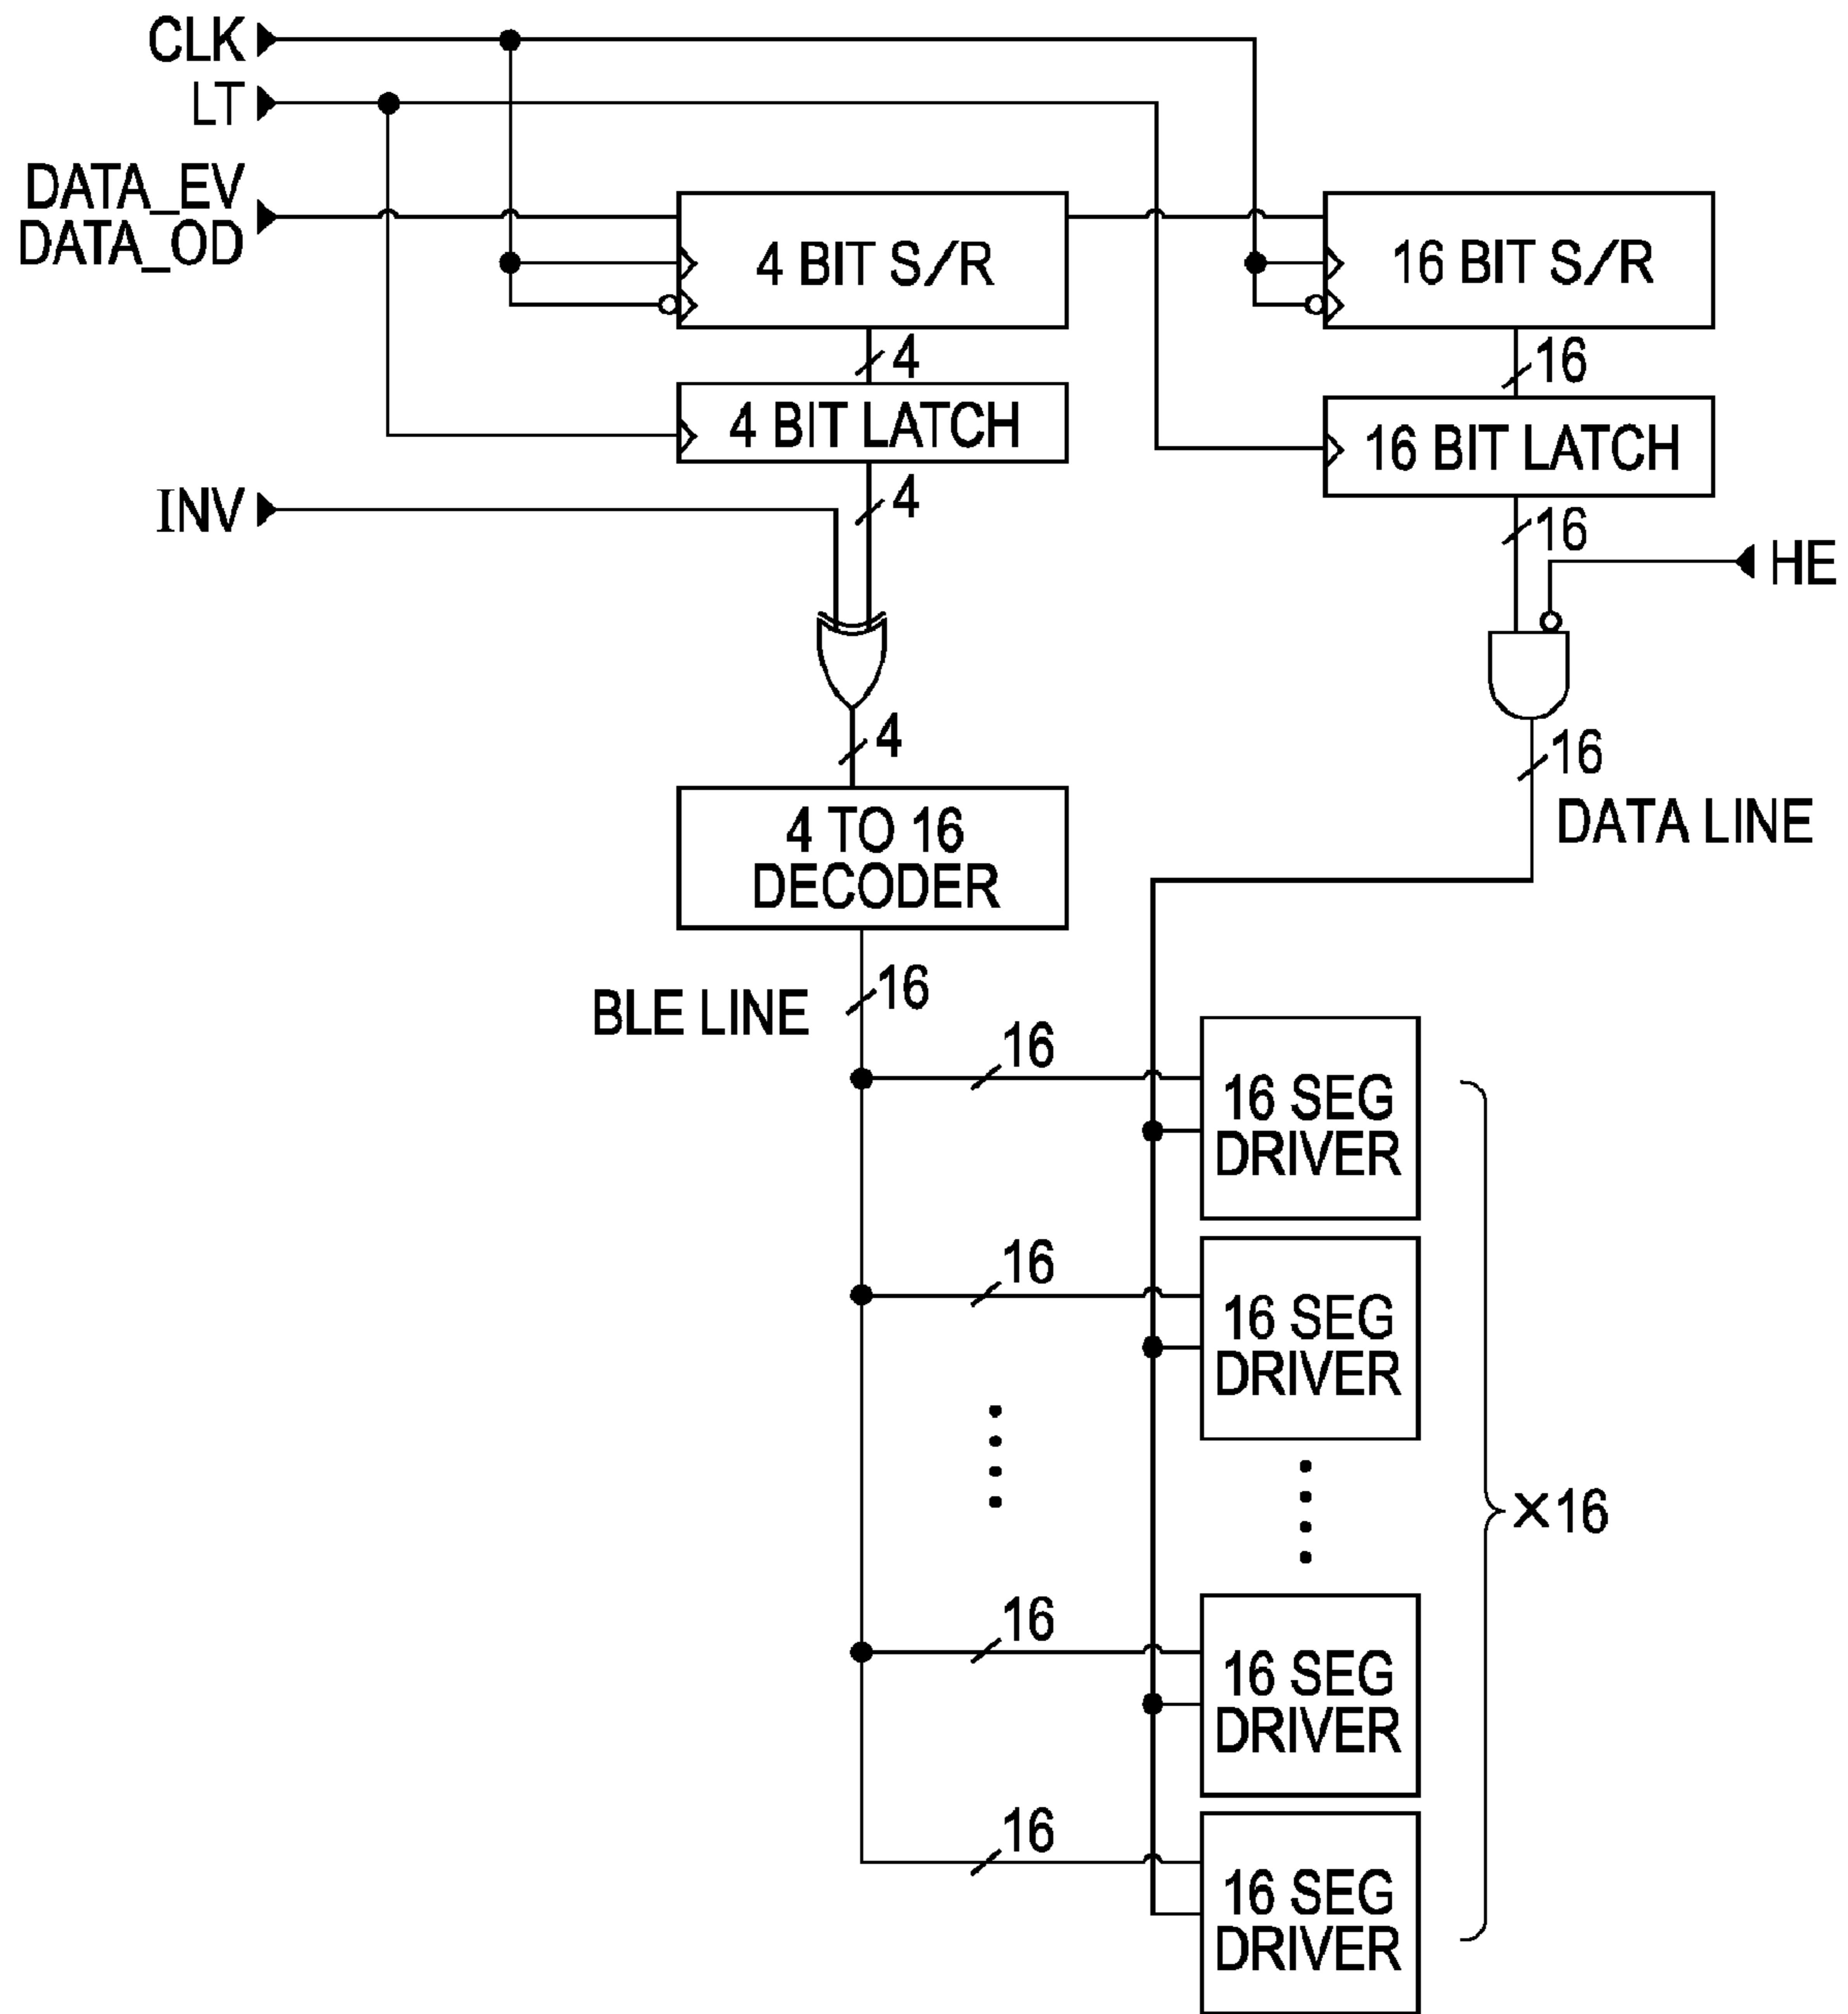 CLK
LT
DATA_EV
DATA_OD
4 BIT S/R
16 BIT S/R
4
16
4 BIT LATCH
16 BIT LATCH
INV
4
16
HE
4
16
DATA LINE
4 TO 16
DECODER
BLE LINE
16
16
16 SEG
DRIVER
16
16 SEG
DRIVER
×16
16
16 SEG
DRIVER
16
16 SEG
DRIVER